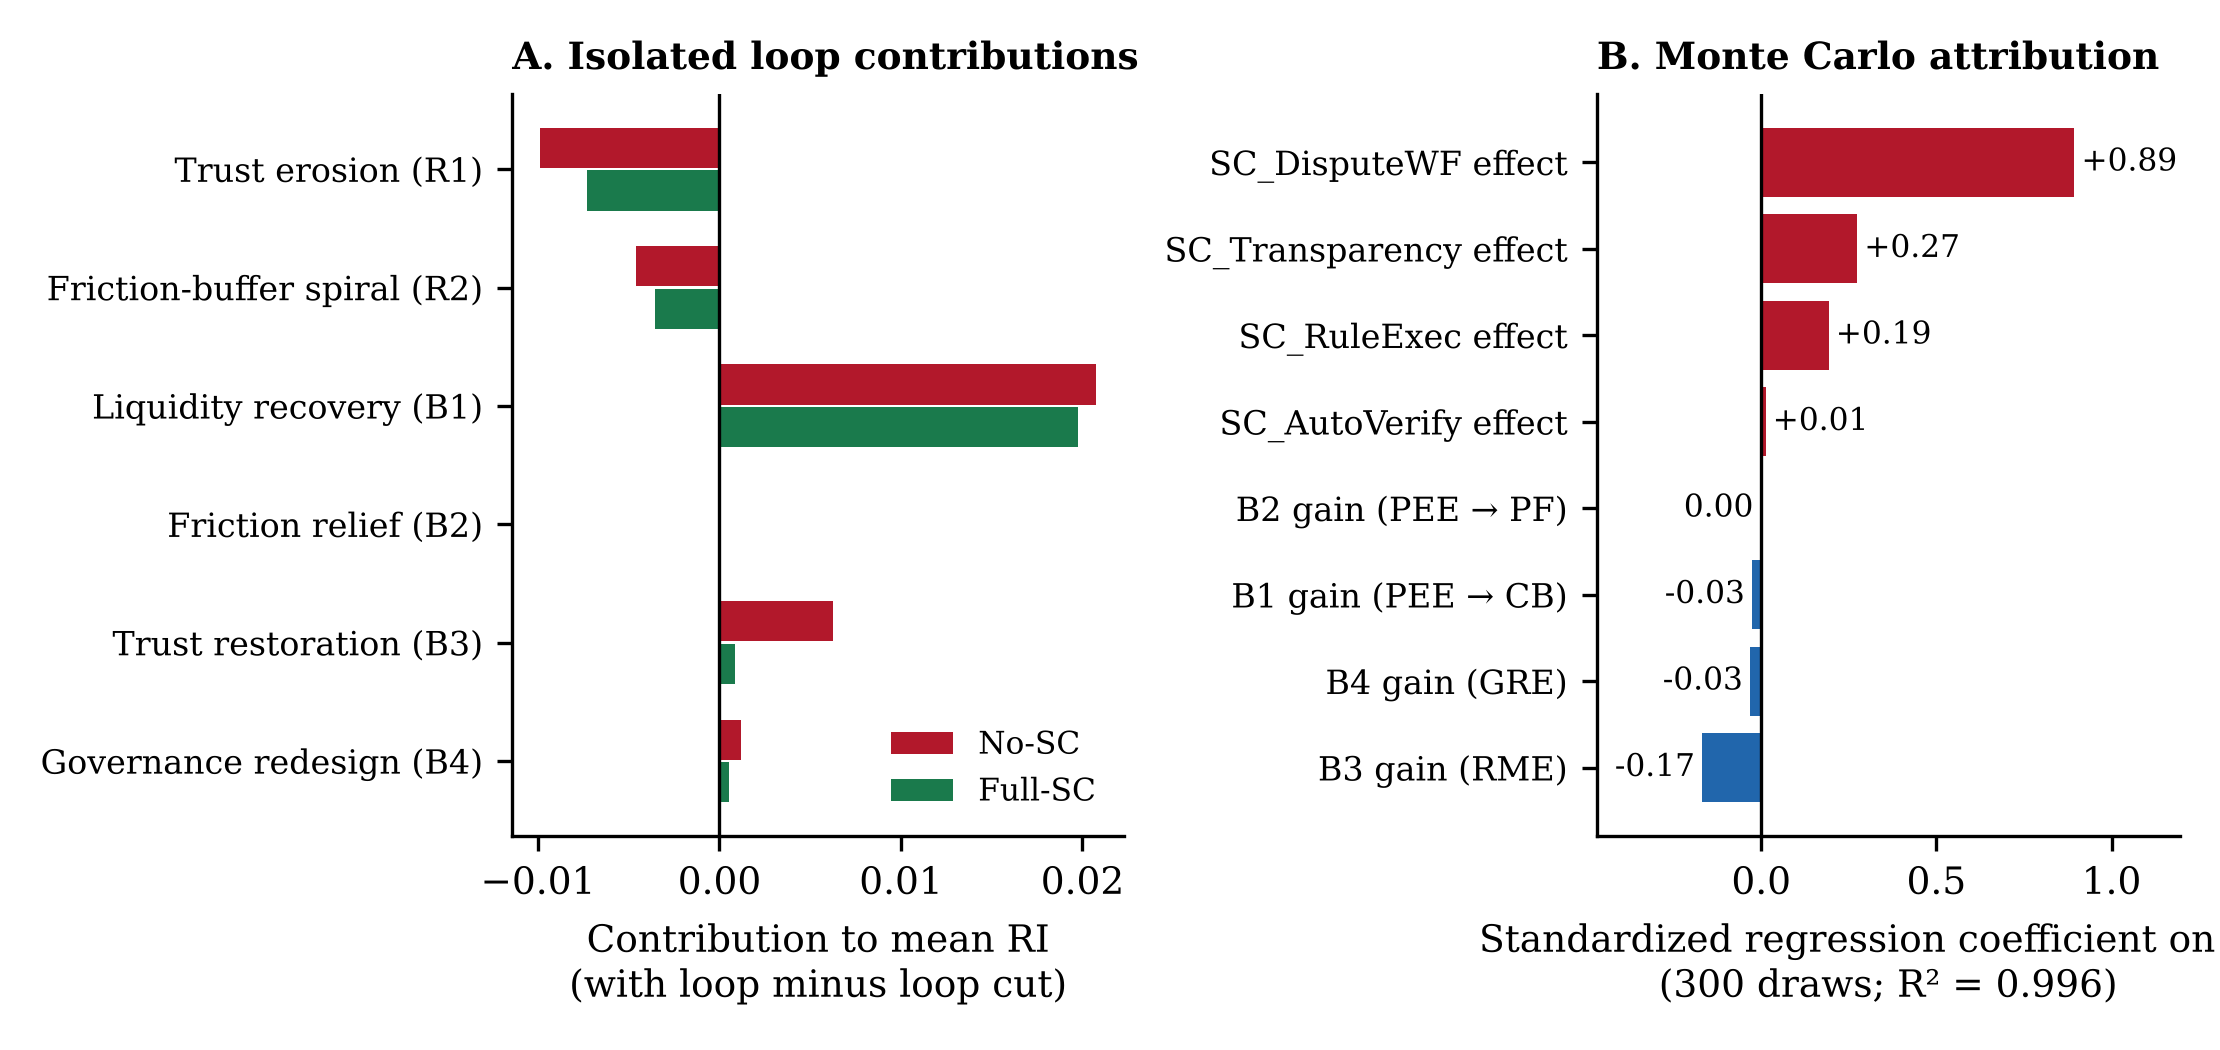 A. Isolated loop contributions
Trust erosion (R1)
Friction-buffer spiral (R2)
Liquidity recovery (B1)
Friction relief (B2)
Trust restoration (B3)
Governance redesign (B4)
No-SC
Full-SC
−0.01 0.00 0.01 0.02
Contribution to mean RI
(with loop minus loop cut)
B. Monte Carlo attribution
SC_DisputeWF effect +0.89
SC_Transparency effect +0.27
SC_RuleExec effect +0.19
SC_AutoVerify effect +0.01
B2 gain (PEE → PF) 0.00
B1 gain (PEE → CB) -0.03
B4 gain (GRE) -0.03
B3 gain (RME) -0.17
0.0 0.5 1.0
Standardized regression coefficient on
(300 draws; R² = 0.996)